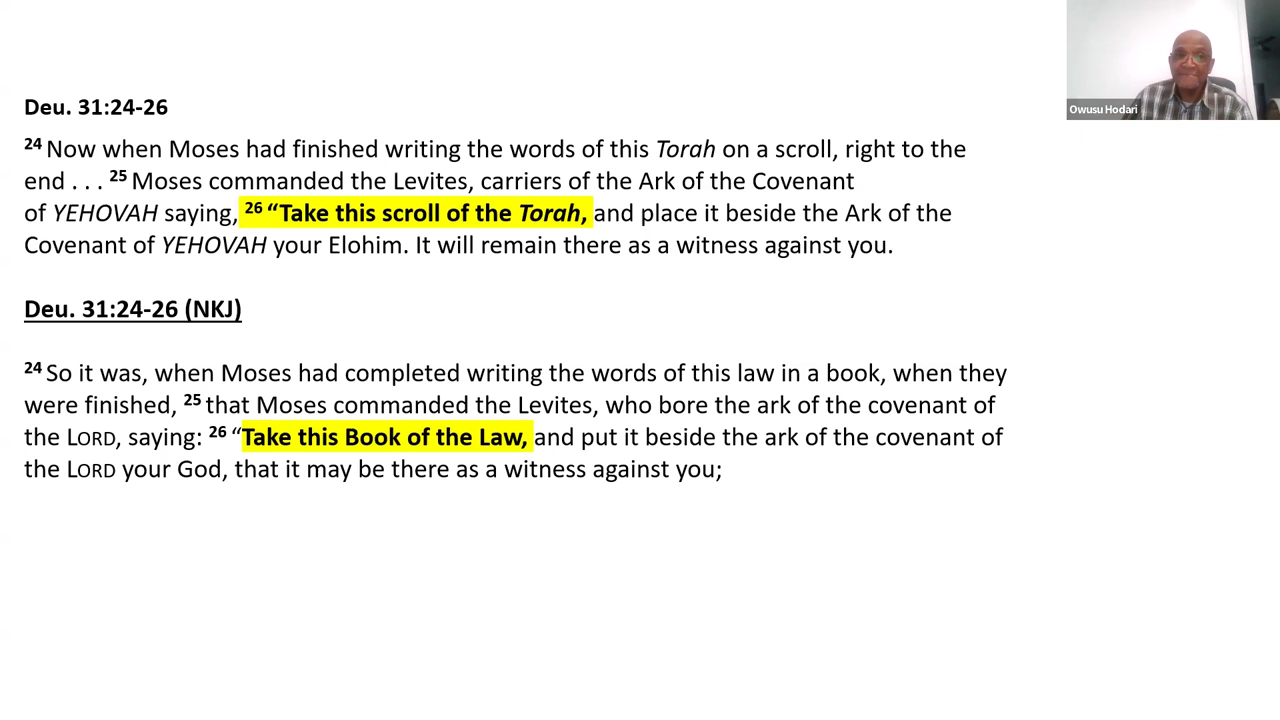 Deu. 31:24-26
24 Now when Moses had finished writing the words of this Torah on a scroll, right to the
end . . . 25 Moses commanded the Levites, carriers of the Ark of the Covenant
of YEHOVAH saying, 26 “Take this scroll of the Torah, and place it beside the Ark of the
Covenant of YEHOVAH your Elohim. It will remain there as a witness against you.
Deu. 31:24-26 (NKJ)
24 So it was, when Moses had completed writing the words of this law in a book, when they
were finished, 25 that Moses commanded the Levites, who bore the ark of the covenant of
the LORD, saying: 26 “Take this Book of the Law, and put it beside the ark of the covenant of
the LORD your God, that it may be there as a witness against you;
Owusu Hodari